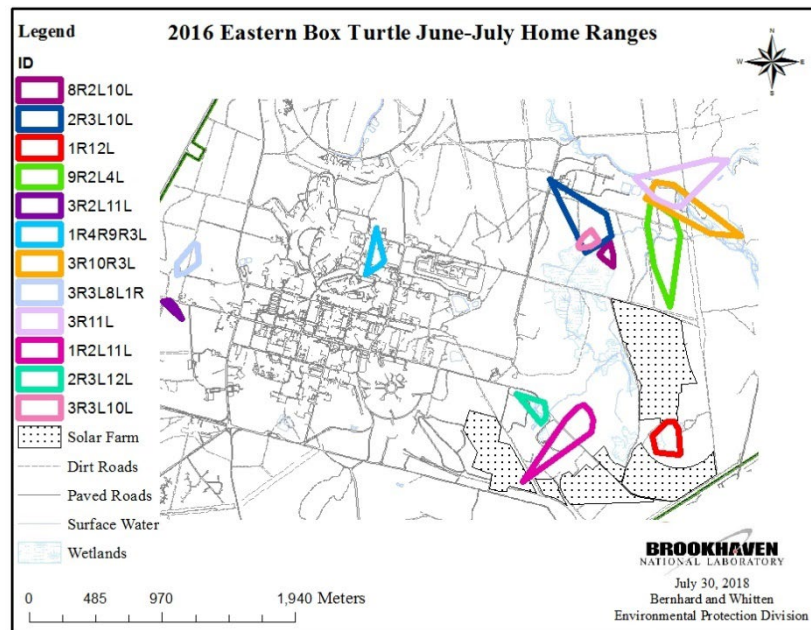 Legend
2016 Eastern Box Turtle June-July Home Ranges
N
W
E
S
ID
8R2L10L
2R3L10L
1R12L
9R2L4L
3R2L11L
1R4R9R3L
3R10R3L
3R3L8L1R
3R11L
1R2L11L
2R3L12L
3R3L10L
Solar Farm
Dirt Roads
Paved Roads
Surface Water
Wetlands
0 485 970 1,940 Meters
BROOKHAVEN
NATIONAL LABORATORY
July 30, 2018
Bernhard and Whitten
Environmental Protection Division